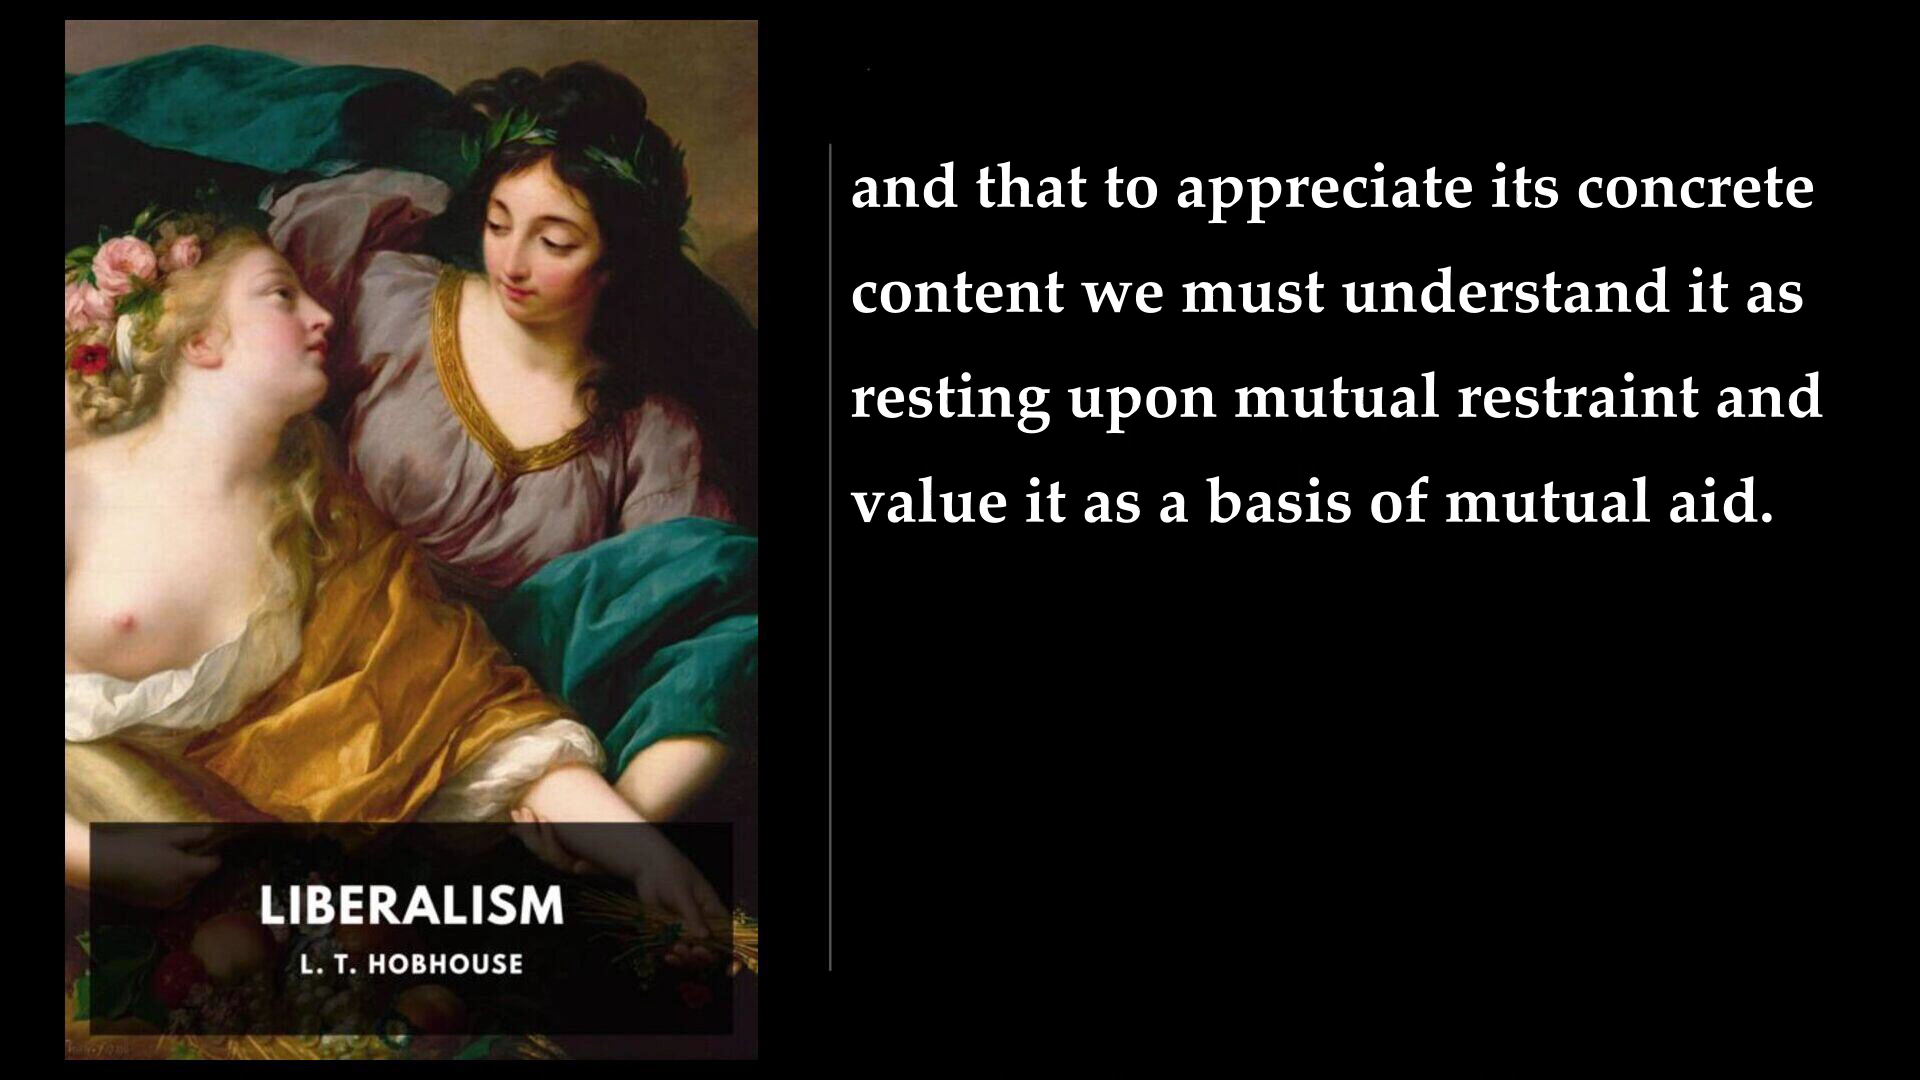 and that to appreciate its concrete
content we must understand it as
resting upon mutual restraint and
value it as a basis of mutual aid.
LIBERALISM
L. T. HOBHOUSE